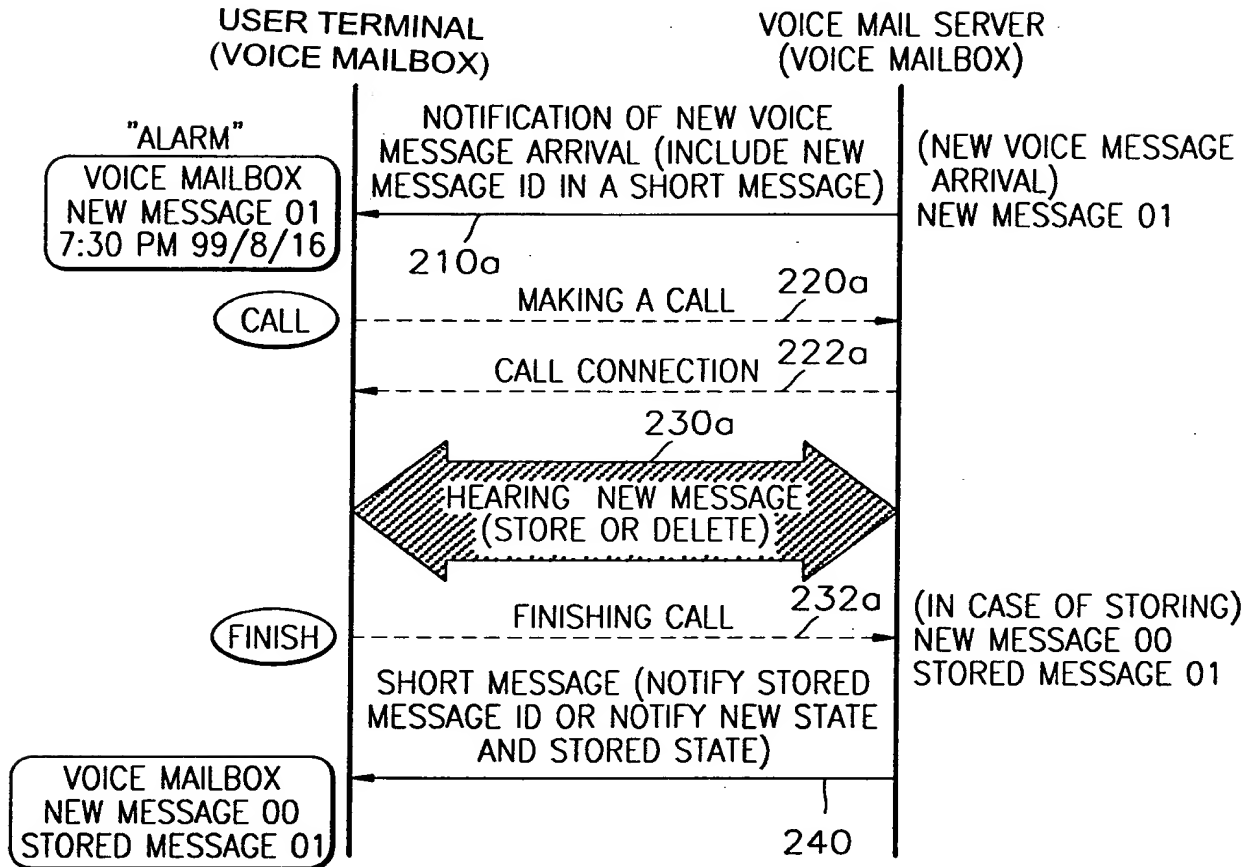 USER TERMINAL
(VOICE MAILBOX)
VOICE MAIL SERVER
(VOICE MAILBOX)
"ALARM"
VOICE MAILBOX
NEW MESSAGE 01
7:30 PM 99/8/16
NOTIFICATION OF NEW VOICE
MESSAGE ARRIVAL (INCLUDE NEW
MESSAGE ID IN A SHORT MESSAGE)
(NEW VOICE MESSAGE
ARRIVAL)
NEW MESSAGE 01
210a
CALL
MAKING A CALL
220a
CALL CONNECTION
222a
230a
HEARING NEW MESSAGE
(STORE OR DELETE)
FINISH
FINISHING CALL
232a
(IN CASE OF STORING)
NEW MESSAGE 00
STORED MESSAGE 01
SHORT MESSAGE (NOTIFY STORED
MESSAGE ID OR NOTIFY NEW STATE
AND STORED STATE)
VOICE MAILBOX
NEW MESSAGE 00
STORED MESSAGE 01
240